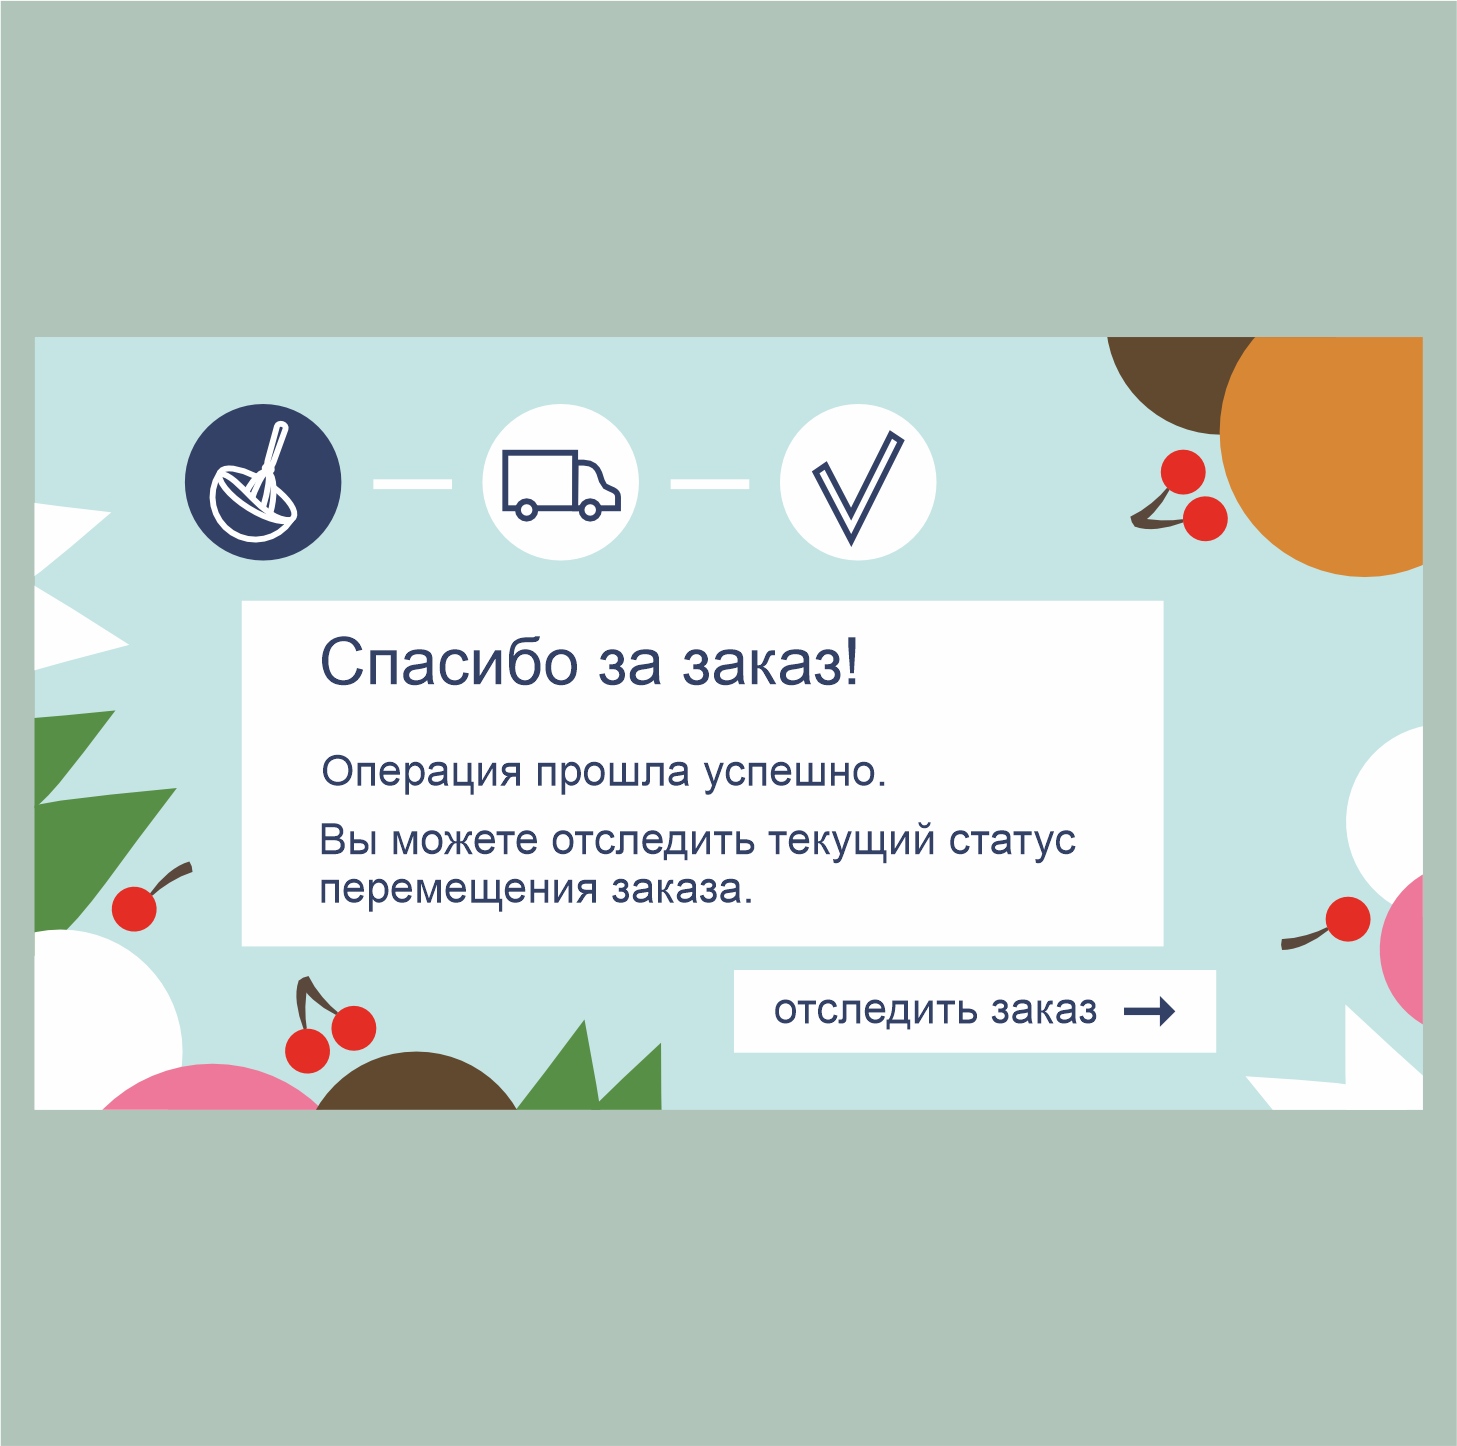 Спасибо за заказ!
Операция прошла успешно.
Вы можете отследить текущий статус
перемещения заказа.
отследить заказ